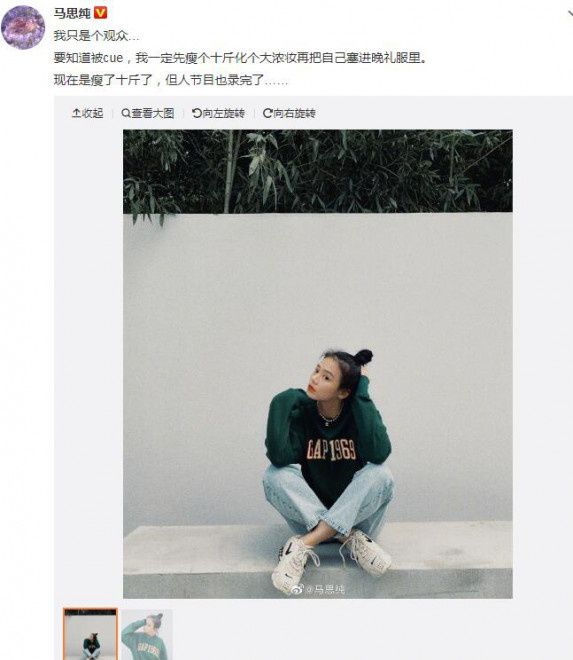 马思纯
我只是个观众...
要知道被cue，我一定先瘦个十斤化个大浓妆再把自己塞进晚礼服里。
现在是瘦了十斤了，但人节目也录完了……
收起 查看大图 向左旋转 向右旋转
GAP 1969
@马思纯
GAP 1969